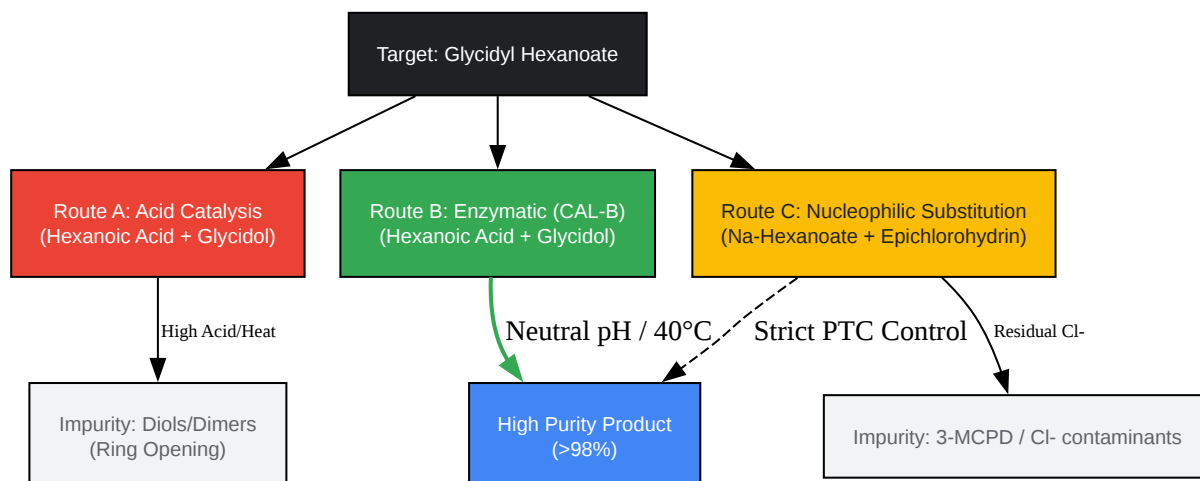 Target: Glycidyl Hexanoate
Route A: Acid Catalysis
(Hexanoic Acid + Glycidol)
Route B: Enzymatic (CAL-B)
(Hexanoic Acid + Glycidol)
Route C: Nucleophilic Substitution
(Na-Hexanoate + Epichlorohydrin)
High Acid/Heat
Neutral pH / 40°C
Strict PTC Control
Residual Cl-
Impurity: Diols/Dimers
(Ring Opening)
High Purity Product
(>98%)
Impurity: 3-MCPD / Cl- contaminants